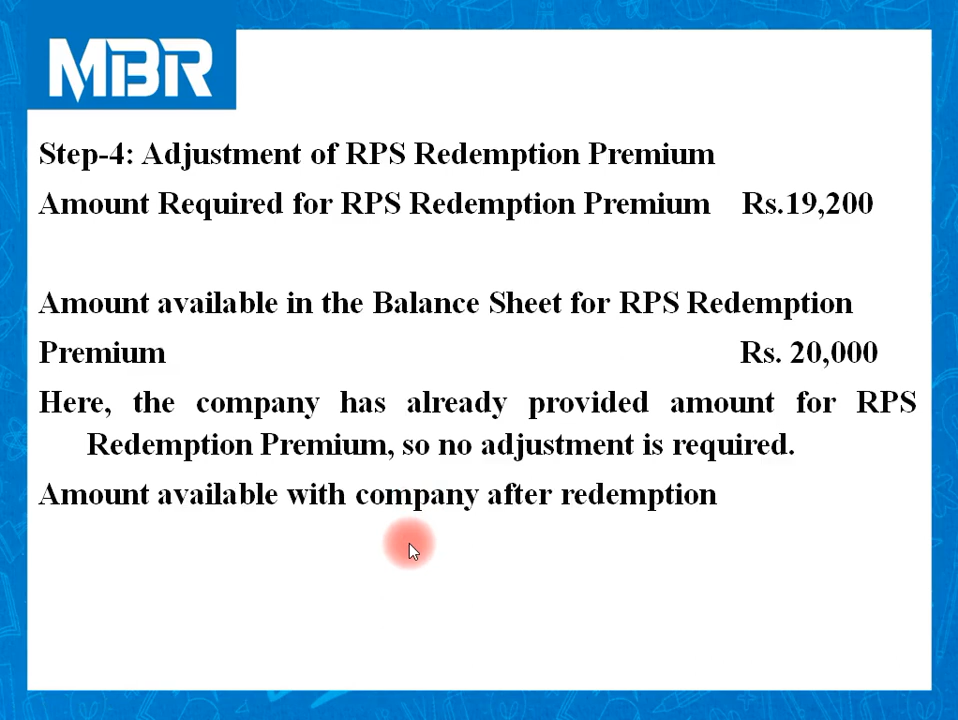 MBR
Step-4: Adjustment of RPS Redemption Premium
Amount Required for RPS Redemption Premium Rs.19,200
Amount available in the Balance Sheet for RPS Redemption
Premium Rs. 20,000
Here, the company has already provided amount for RPS
Redemption Premium, so no adjustment is required.
Amount available with company after redemption